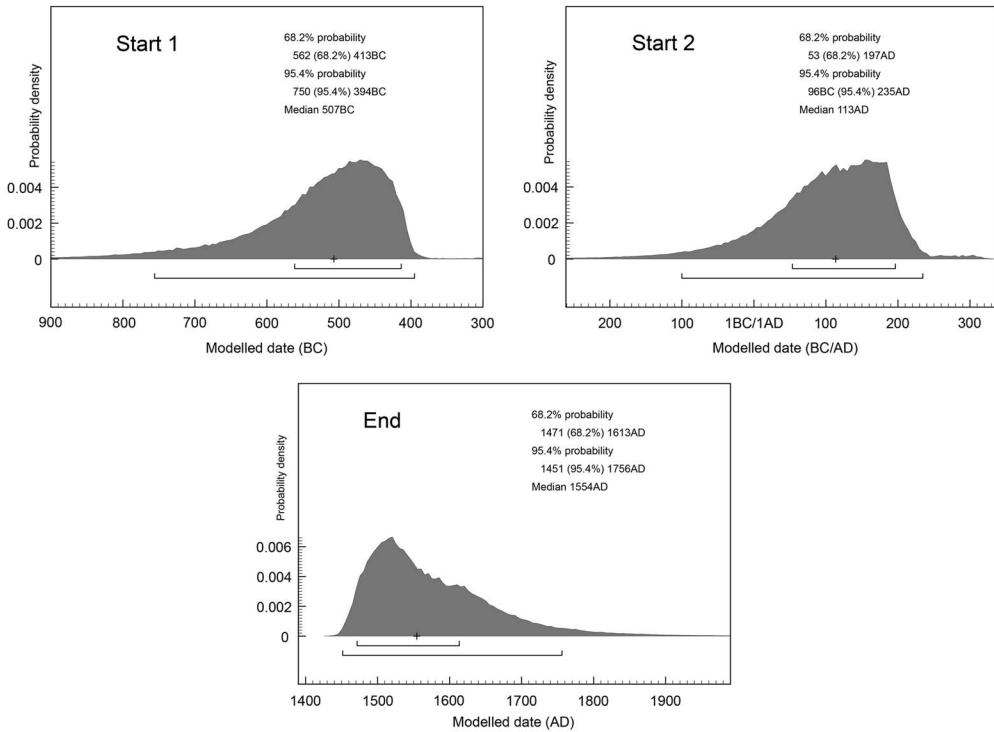 Start 1
68.2% probability
562 (68.2%) 413BC
95.4% probability
750 (95.4%) 394BC
Median 507BC
Probability density
0.004
0.002
0
900 800 700 600 500 400 300
Modelled date (BC)
Start 2
68.2% probability
53 (68.2%) 197AD
95.4% probability
96BC (95.4%) 235AD
Median 113AD
Probability density
0.004
0.002
0
200 100 1BC/1AD 100 200 300
Modelled date (BC/AD)
End
68.2% probability
1471 (68.2%) 1613AD
95.4% probability
1451 (95.4%) 1756AD
Median 1554AD
Probability density
0.006
0.004
0.002
0
1400 1500 1600 1700 1800 1900
Modelled date (AD)